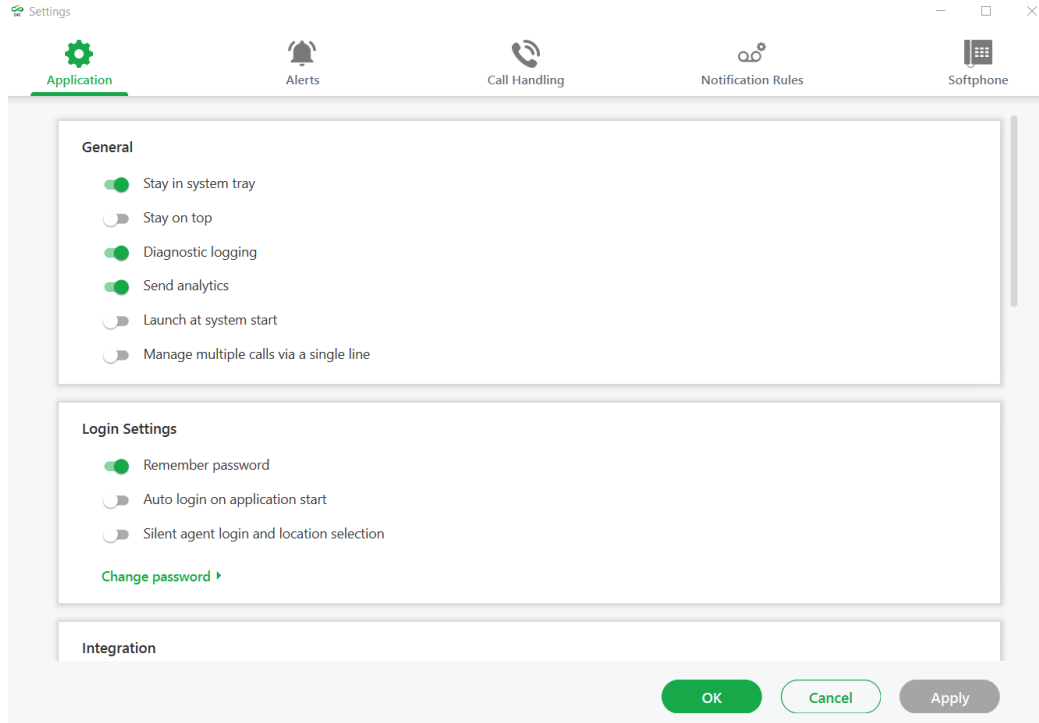 ZAC Settings
Application Alerts Call Handling Notification Rules Softphone
General
Stay in system tray
Stay on top
Diagnostic logging
Send analytics
Launch at system start
Manage multiple calls via a single line
Login Settings
Remember password
Auto login on application start
Silent agent login and location selection
Change password
Integration
OK Cancel Apply